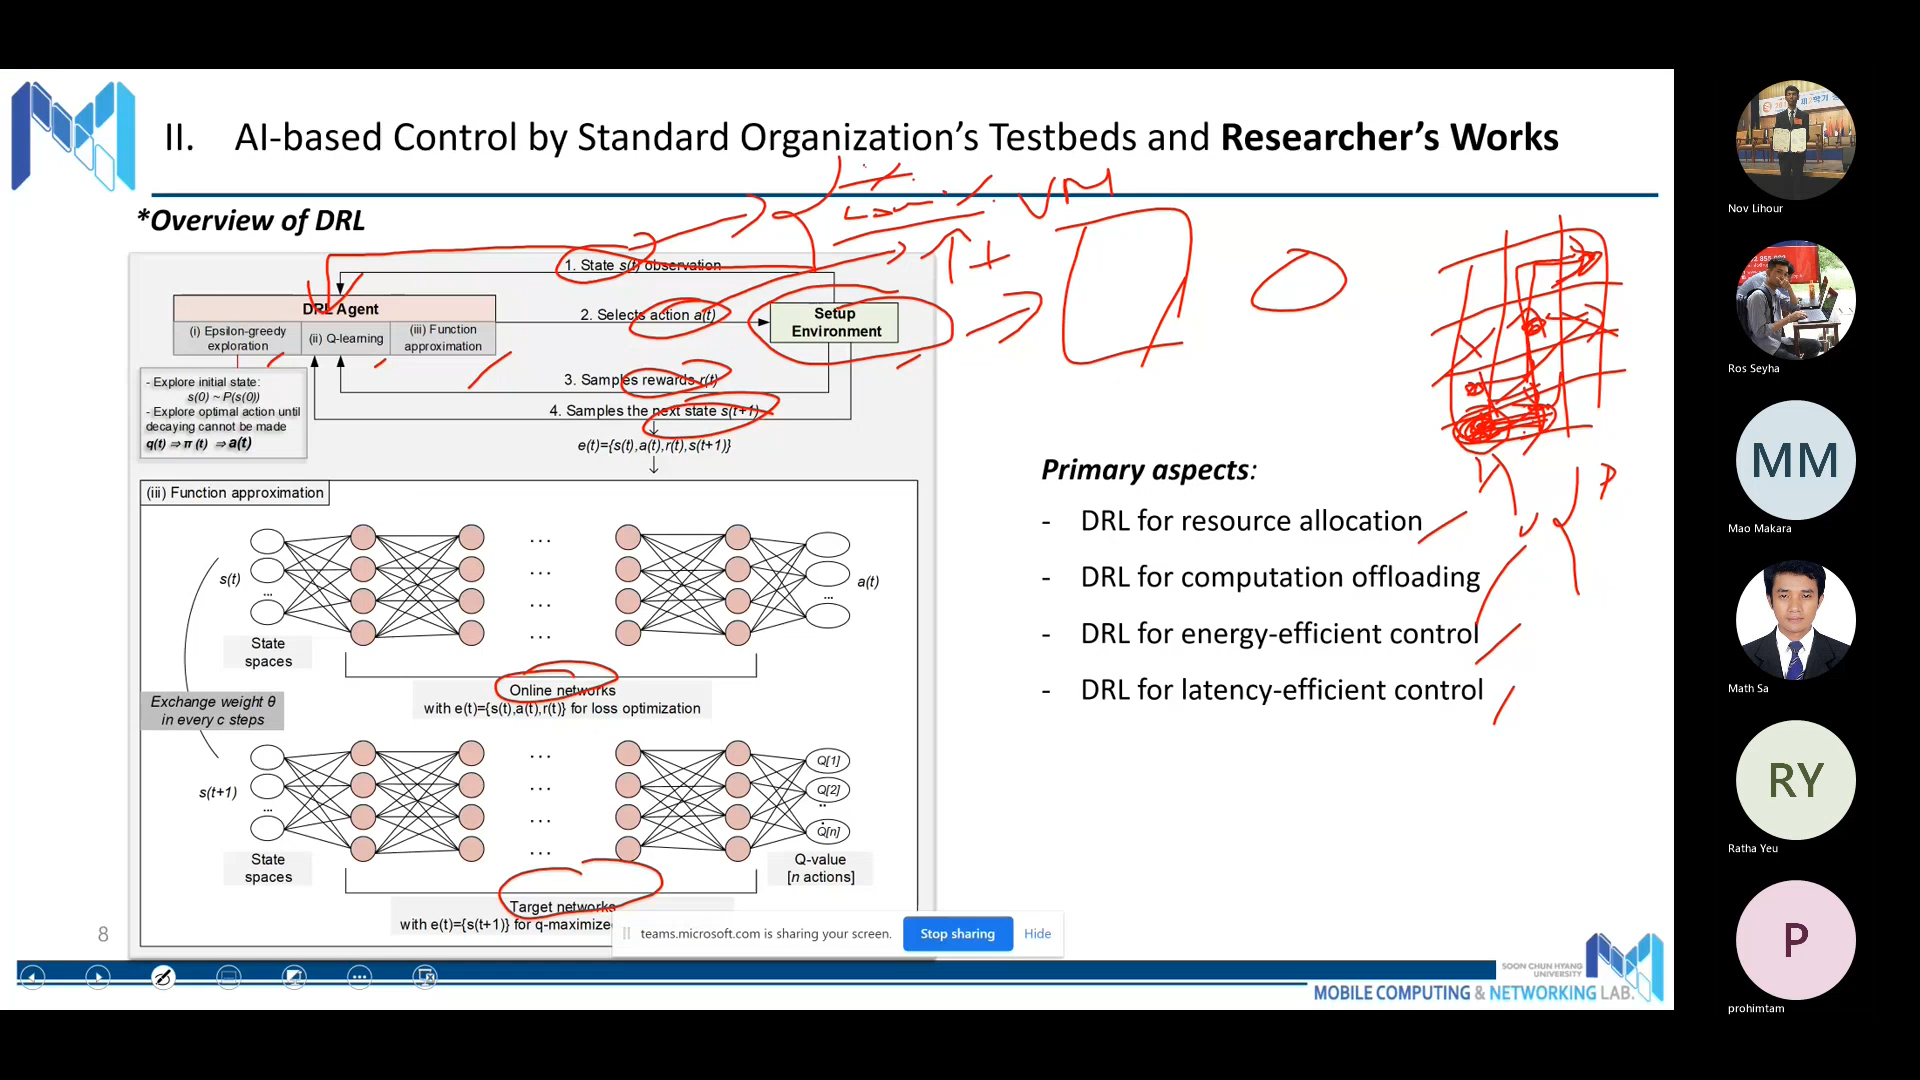 II. AI-based Control by Standard Organization's Testbeds and Researcher's Works
*Overview of DRL
VM
1. State s(t) observation
DRL Agent
(i) Epsilon-greedy exploration
(ii) Q-learning
(iii) Function approximation
2. Selects action a(t)
Setup
Environment
3. Samples rewards r(t)
4. Samples the next state s(t+1)
e(t)={s(t),a(t),r(t),s(t+1)}
- Explore initial state:
s(0) ~ P(s(0))
- Explore optimal action until
decaying cannot be made
q(t) ⇒ π (t) ⇒ a(t)
(iii) Function approximation
s(t)
...
State
spaces
...
...
...
...
a(t)
...
Online networks
with e(t)={s(t),a(t),r(t)} for loss optimization
Exchange weight θ
in every c steps
s(t+1)
...
State
spaces
...
...
...
...
Q[1]
Q[2]
..
Q[n]
Q-value
[n actions]
Target networks
with e(t)={s(t+1)} for q-maximize
Primary aspects:
- DRL for resource allocation
- DRL for computation offloading
- DRL for energy-efficient control
- DRL for latency-efficient control
8
teams.microsoft.com is sharing your screen.
Stop sharing
Hide
SOON CHUN HYANG
UNIVERSITY
MOBILE COMPUTING & NETWORKING LAB.
Nov Lihour
Ros Seyha
MM
Mao Makara
Math Sa
RY
Ratha Yeu
P
prohimtam